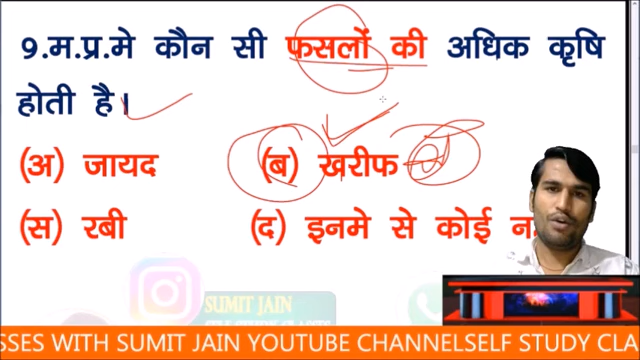 9.म.प्र.मे कौन सी फसलों की अधिक कृषि
होती है।
(अ) जायद (ब) खरीफ
(स) रबी (द) इनमे से कोई
SUMIT JAIN
SSES WITH SUMIT JAIN YOUTUBE CHANNELSELF STUDY CLA